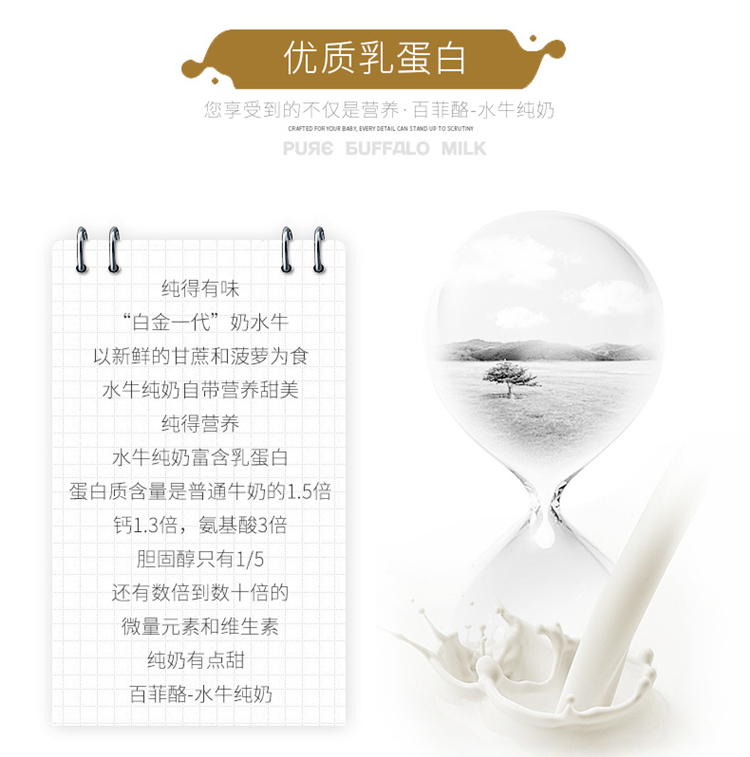 优质乳蛋白
您享受到的不仅是营养·百菲酪-水牛纯奶
CRAFTED FOR YOUR BABY, EVERY DETAIL CAN STAND UP TO SCRUTINY
PURE BUFFALO MILK
纯得有味
“白金一代”奶水牛
以新鲜的甘蔗和菠萝为食
水牛纯奶自带营养甜美
纯得营养
水牛纯奶富含乳蛋白
蛋白质含量是普通牛奶的1.5倍
钙1.3倍，氨基酸3倍
胆固醇只有1/5
还有数倍到数十倍的
微量元素和维生素
纯奶有点甜
百菲酪-水牛纯奶